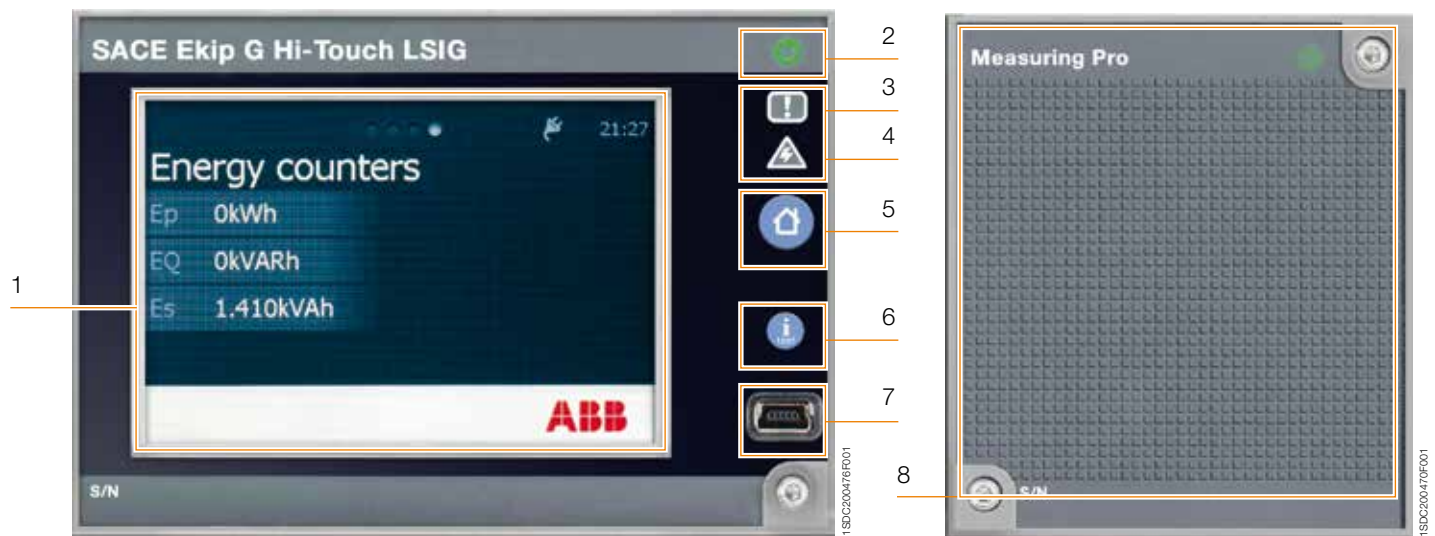 SACE Ekip G Hi-Touch LSIG
2
3
4
5
6
7
8
1
21:27
Energy counters
Ep 0kWh
EQ 0kVARh
Es 1.410kVAh
ABB
i
test
S/N
1SDC200476F001
Measuring Pro
S/N
1SDC200470F001